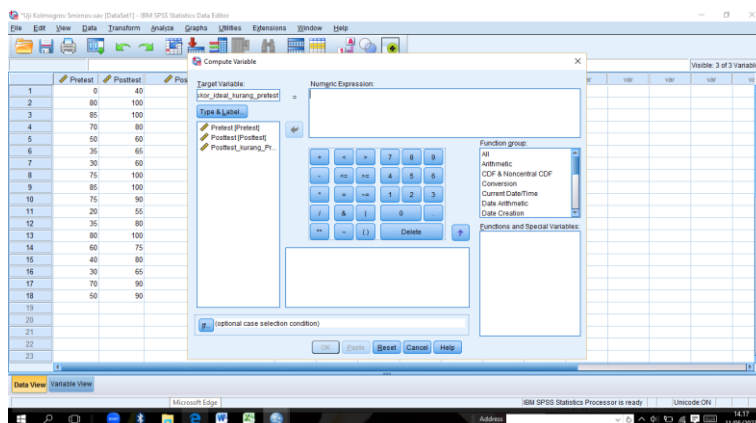 *Uji Kolmogrov Smirnov.sav [DataSet1] - IBM SPSS Statistics Data Editor
File Edit View Data Transform Analyze Graphs Utilities Extensions Window Help
Visible: 3 of 3 Variabl
Compute Variable
Target Variable: Numeric Expression:
skor_ideal_kurang_pretest =
Type & Label...
Pretest [Pretest]
Posttest [Posttest]
Posttest_kurang_Pr...
+ < > 7 8 9
- <= >= 4 5 6
* = ~= 1 2 3
/ & | 0 .
** ~ ( ) Delete
Function group:
All
Arithmetic
CDF & Noncentral CDF
Conversion
Current Date/Time
Date Arithmetic
Date Creation
Functions and Special Variables:
If... (optional case selection condition)
OK Paste Reset Cancel Help
Pretest Posttest Pos var var var
1 0 40
2 80 100
3 85 100
4 70 80
5 50 60
6 35 65
7 30 60
8 75 100
9 85 100
10 75 90
11 20 55
12 35 80
13 80 100
14 60 75
15 40 80
16 30 65
17 70 90
18 50 90
19
20
21
22
23
Data View Variable View
Microsoft Edge IBM SPSS Statistics Processor is ready Unicode:ON
Address 14.17